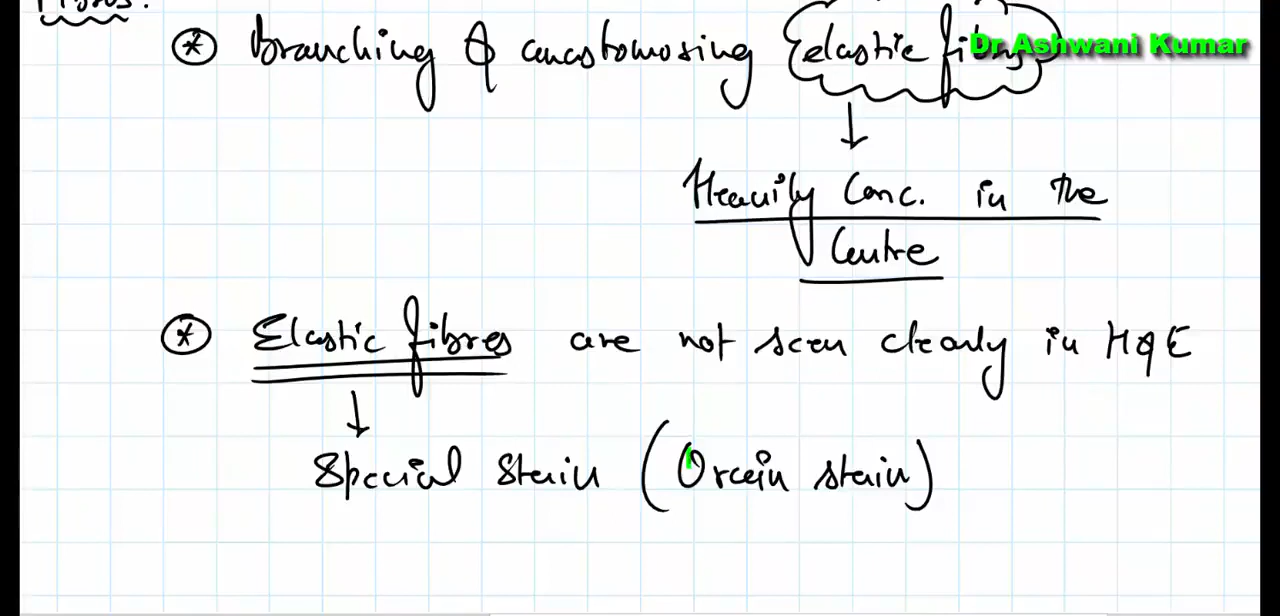 Fibres:
* Branching & anastomosing elastic fibres
Dr Ashwani Kumar
↓
Heavily Conc. in the
Centre
* Elastic fibres are not seen clearly in H&E
↓
Special stain (Orcein stain)